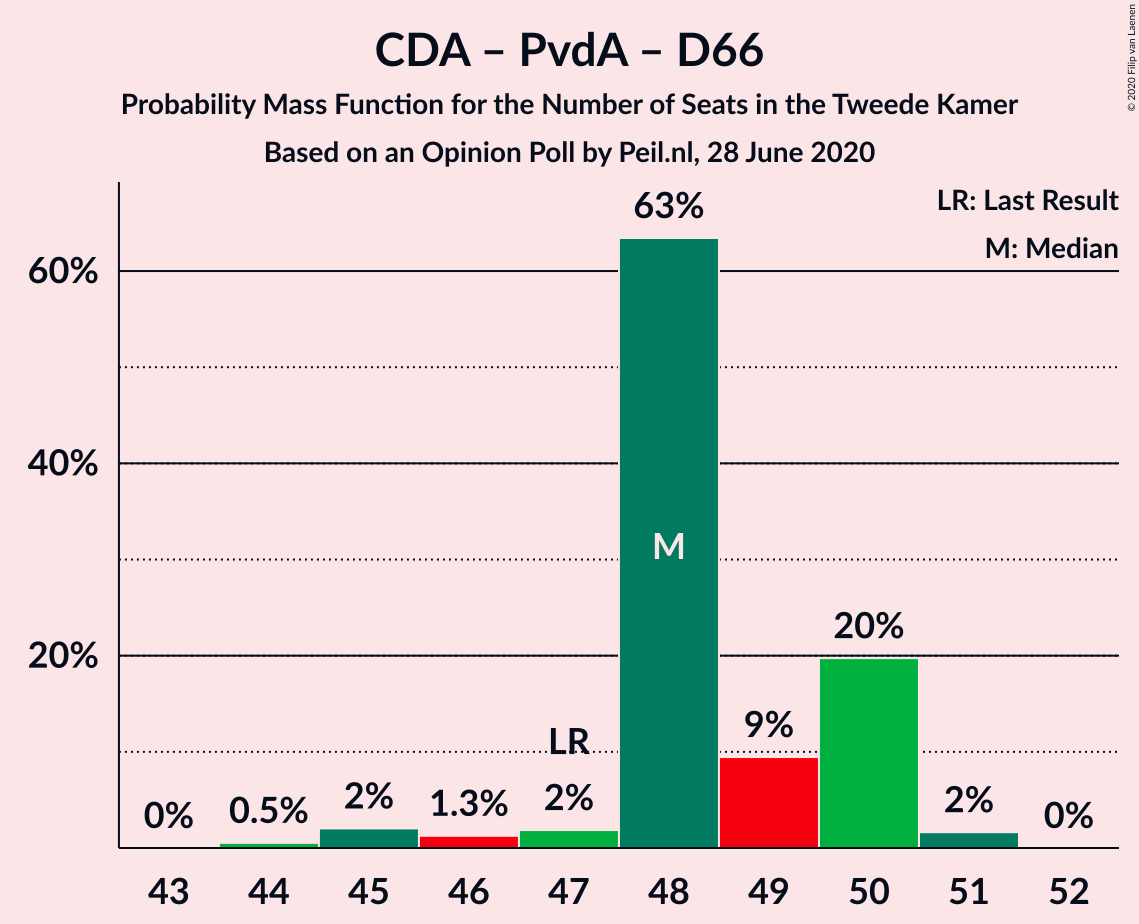 CDA – PvdA – D66
Probability Mass Function for the Number of Seats in the Tweede Kamer
Based on an Opinion Poll by Peil.nl, 28 June 2020
© 2020 Filip van Laenen
LR: Last Result
M: Median
63%
60%
40%
M
20%
20%
9%
LR
0%
0.5%
2%
1.3%
2%
2%
0%
43 44 45 46 47 48 49 50 51 52